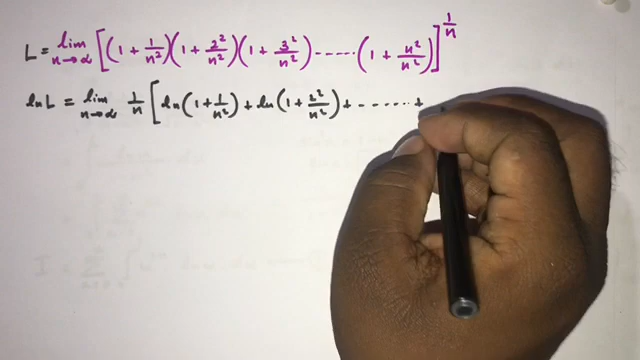 L = lim n→∞ [(1 + 1/n²)(1 + 2²/n²)(1 + 3²/n²) ------ (1 + n²/n²)]^1/n
ln L = lim n→∞ 1/n [ln(1 + 1/n²) + ln(1 + 2²/n²) + ------ +